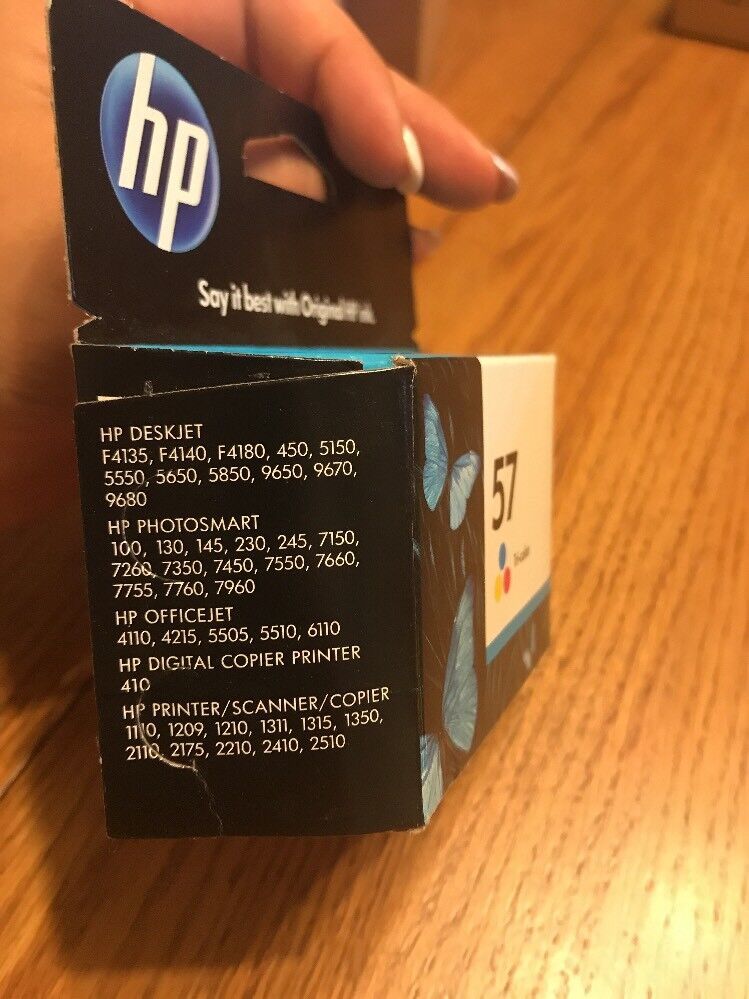 hp
Say it best with Original HP ink
HP DESKJET
F4135, F4140, F4180, 450, 5150,
5550, 5650, 5850, 9650, 9670,
9680
HP PHOTOSMART
100, 130, 145, 230, 245, 7150,
7260, 7350, 7450, 7550, 7660,
7755, 7760, 7960
HP OFFICEJET
4110, 4215, 5505, 5510, 6110
HP DIGITAL COPIER PRINTER
410
HP PRINTER/SCANNER/COPIER
1110, 1209, 1210, 1311, 1315, 1350,
2110, 2175, 2210, 2410, 2510
57
Tri-color